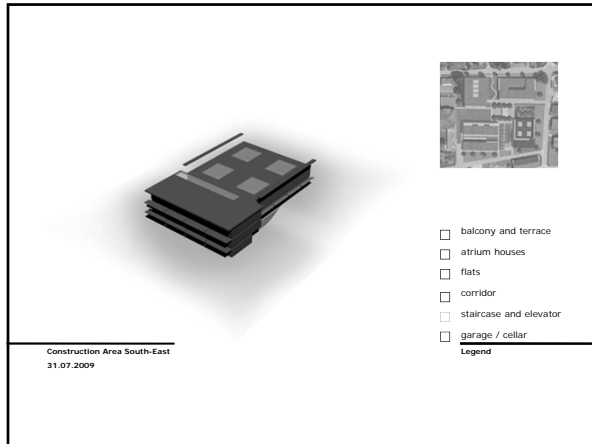 balcony and terrace
atrium houses
flats
corridor
staircase and elevator
garage / cellar
Construction Area South-East
31.07.2009
Legend